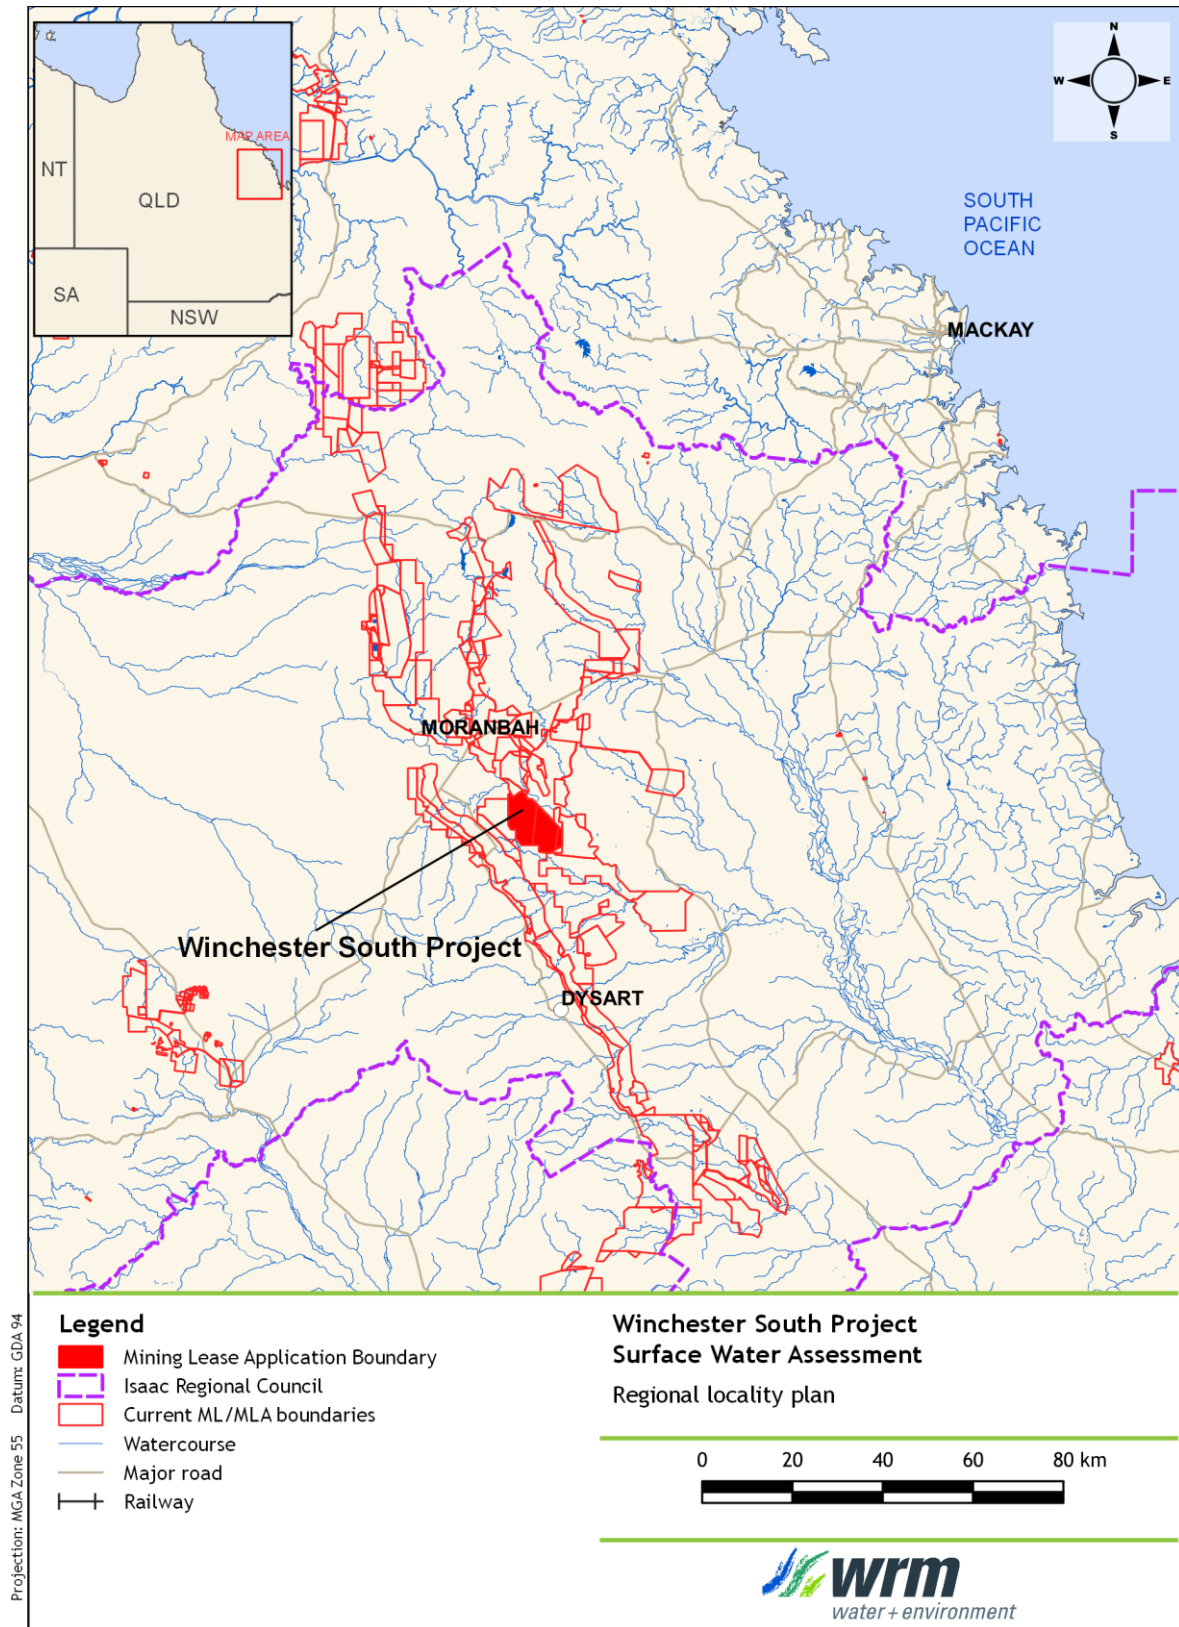 N
W
E
S
MAP AREA
NT
QLD
SA
NSW
SOUTH
PACIFIC
OCEAN
MACKAY
MORANBAH
Winchester South Project
DYSART
Legend
Mining Lease Application Boundary
Isaac Regional Council
Current ML/MLA boundaries
Watercourse
Major road
Railway
Winchester South Project
Surface Water Assessment
Regional locality plan
0 20 40 60 80 km
wrm
water + environment
Projection: MGA Zone 55 Datum: GDA 94